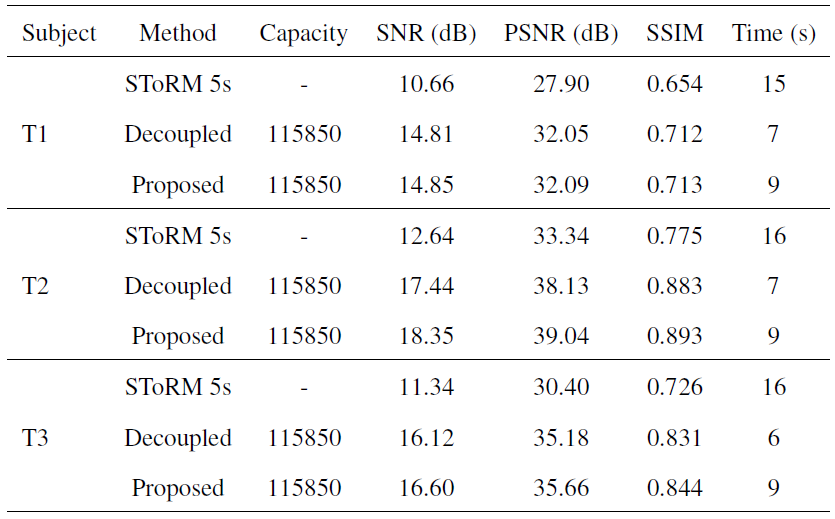 Subject Method Capacity SNR (dB) PSNR (dB) SSIM Time (s)
SToRM 5s - 10.66 27.90 0.654 15
T1 Decoupled 115850 14.81 32.05 0.712 7
Proposed 115850 14.85 32.09 0.713 9
SToRM 5s - 12.64 33.34 0.775 16
T2 Decoupled 115850 17.44 38.13 0.883 7
Proposed 115850 18.35 39.04 0.893 9
SToRM 5s - 11.34 30.40 0.726 16
T3 Decoupled 115850 16.12 35.18 0.831 6
Proposed 115850 16.60 35.66 0.844 9